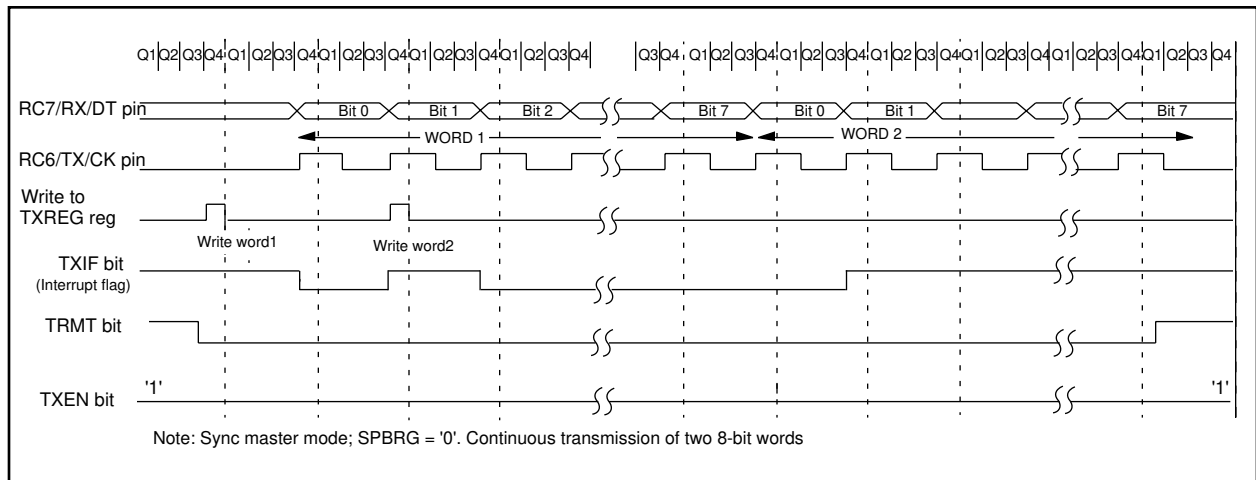 Q1 Q2 Q3 Q4 Q1 Q2 Q3 Q4 Q1 Q2 Q3 Q4 Q1 Q2 Q3 Q4 Q1 Q2 Q3 Q4 Q3 Q4 Q1 Q2 Q3 Q4 Q1 Q2 Q3 Q4 Q1 Q2 Q3 Q4 Q1 Q2 Q3 Q4 Q1 Q2 Q3 Q4 Q1 Q2 Q3 Q4
RC7/RX/DT pin Bit 0 Bit 1 Bit 2 Bit 7 Bit 0 Bit 1 Bit 7
WORD 1 WORD 2
RC6/TX/CK pin
Write to
TXREG reg
Write word1 Write word2
TXIF bit
(Interrupt flag)
TRMT bit
'1' '1'
TXEN bit
Note: Sync master mode; SPBRG = '0'. Continuous transmission of two 8-bit words